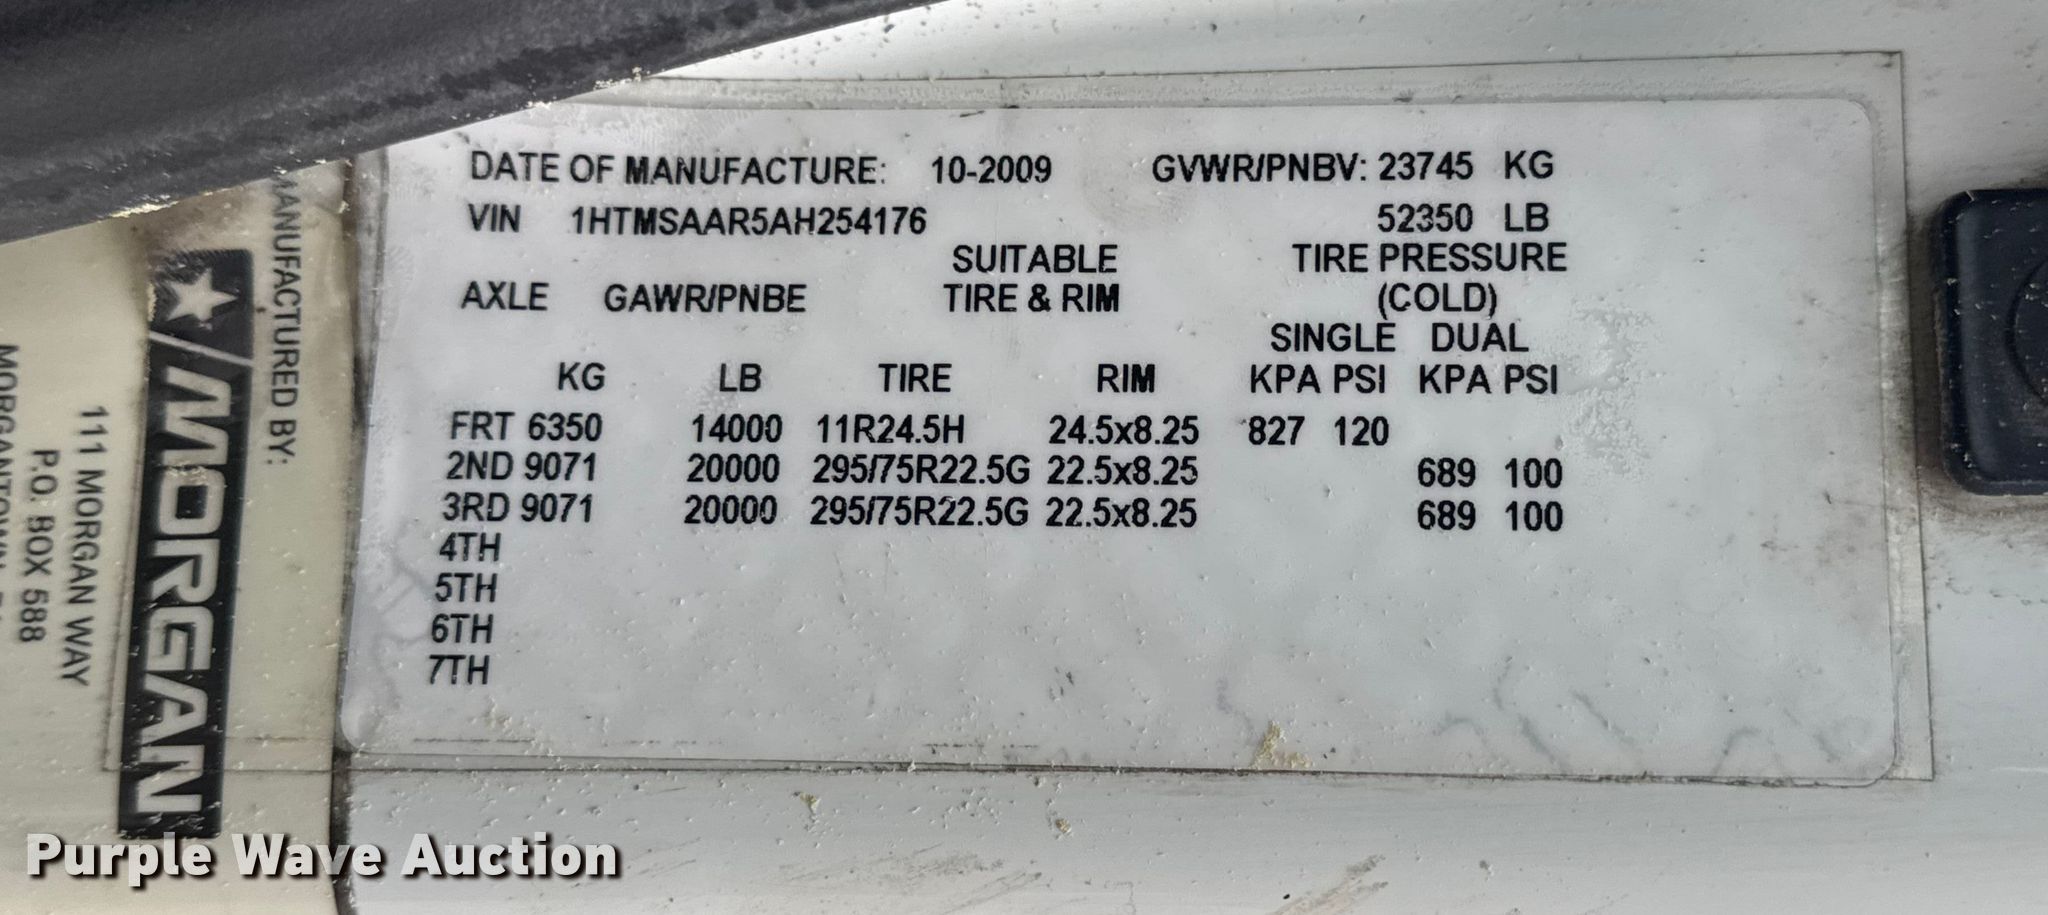 DATE OF MANUFACTURE: 10-2009 GVWR/PNBV: 23745 KG
VIN 1HTMSAAR5AH254176 52350 LB
SUITABLE TIRE PRESSURE
AXLE GAWR/PNBE TIRE & RIM (COLD)
SINGLE DUAL
KG LB TIRE RIM KPA PSI KPA PSI
FRT 6350 14000 11R24.5H 24.5x8.25 827 120
2ND 9071 20000 295/75R22.5G 22.5x8.25 689 100
3RD 9071 20000 295/75R22.5G 22.5x8.25 689 100
4TH
5TH
6TH
7TH
MANUFACTURED BY:
MORGAN
111 MORGAN WAY
P.O. BOX 588
Purple Wave Auction